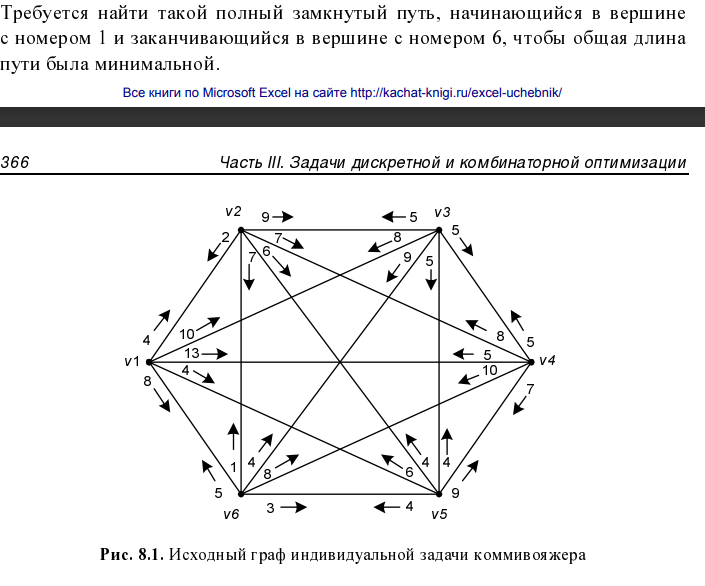 Требуется найти такой полный замкнутый путь, начинающийся в вершине
с номером 1 и заканчивающийся в вершине с номером 6, чтобы общая длина
пути была минимальной.
Все книги по Microsoft Excel на сайте http://kachat-knigi.ru/excel-uchebnik/
366 Часть III. Задачи дискретной и комбинаторной оптимизации
v2 9 5 v3
2 7 8 5
7 6 9 5
4 10 8 5
13 5
v1 v4
8 4 10 7
1 4 8 6 4 4
5 9
3 4
v6 v5
Рис. 8.1. Исходный граф индивидуальной задачи коммивояжера